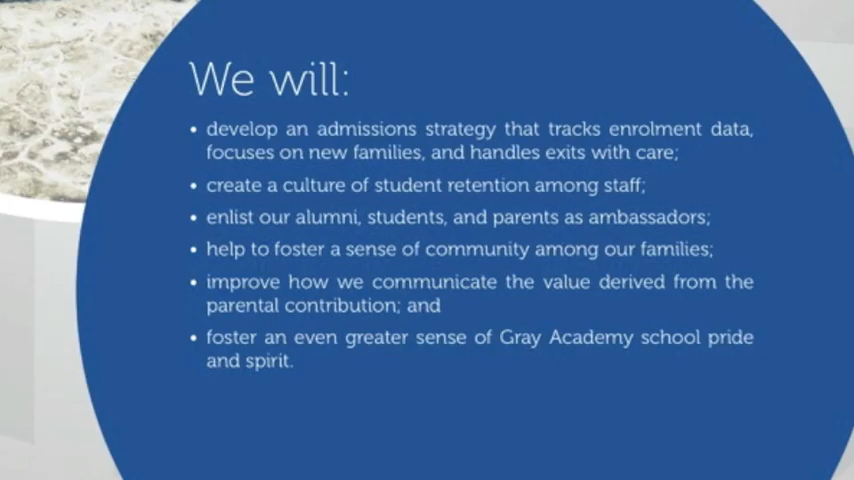 We will:
• develop an admissions strategy that tracks enrolment data,
focuses on new families, and handles exits with care;
• create a culture of student retention among staff;
• enlist our alumni, students, and parents as ambassadors;
• help to foster a sense of community among our families;
• improve how we communicate the value derived from the
parental contribution; and
• foster an even greater sense of Gray Academy school pride
and spirit.